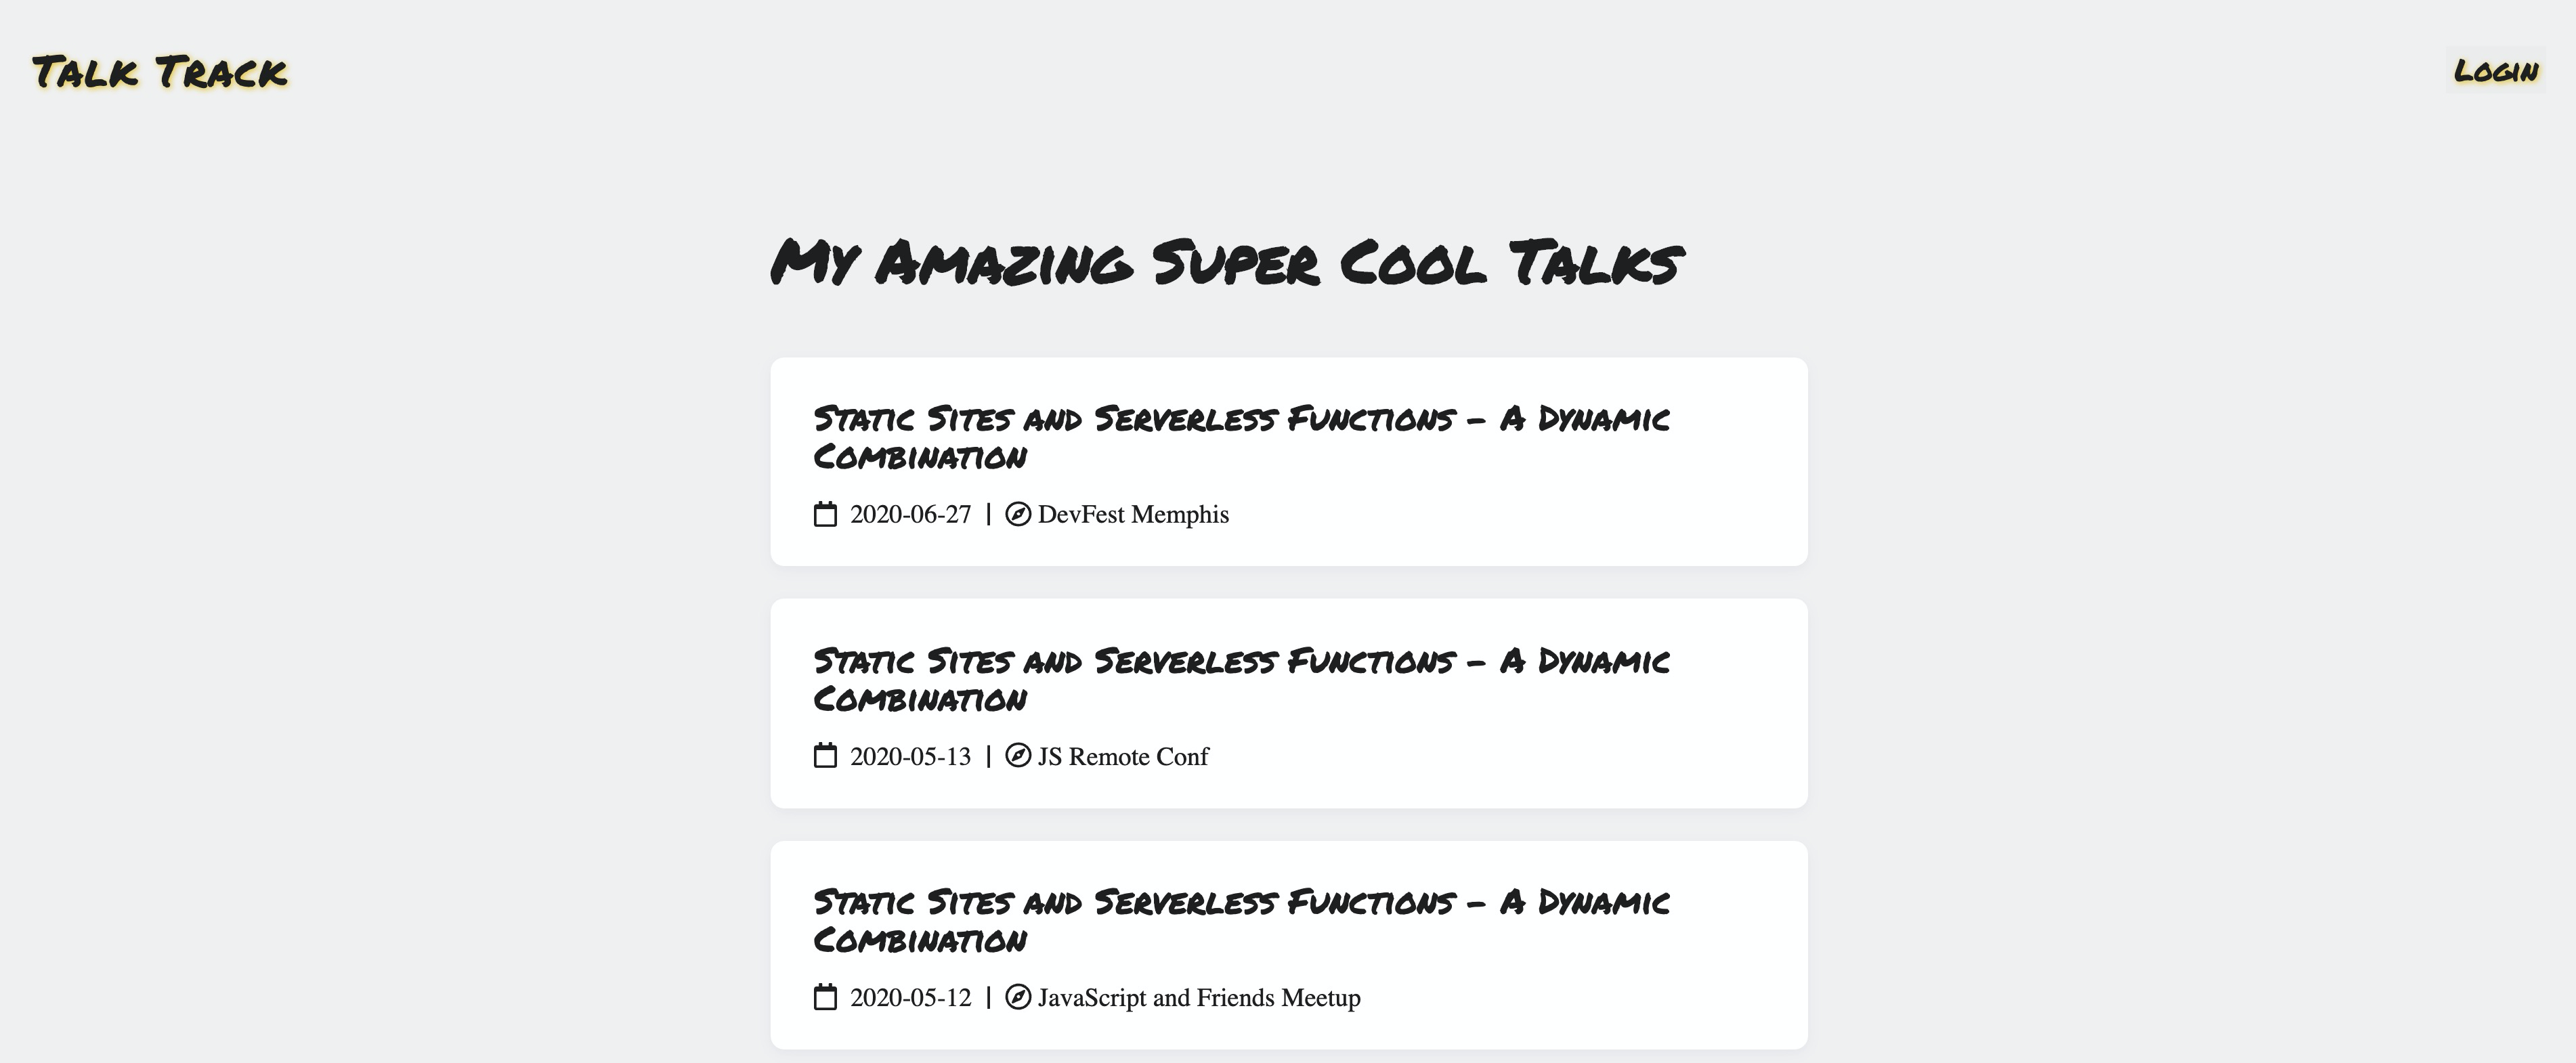 Talk Track
Login
My Amazing Super Cool Talks
Static Sites and Serverless Functions - A Dynamic
Combination
2020-06-27 | DevFest Memphis
Static Sites and Serverless Functions - A Dynamic
Combination
2020-05-13 | JS Remote Conf
Static Sites and Serverless Functions - A Dynamic
Combination
2020-05-12 | JavaScript and Friends Meetup